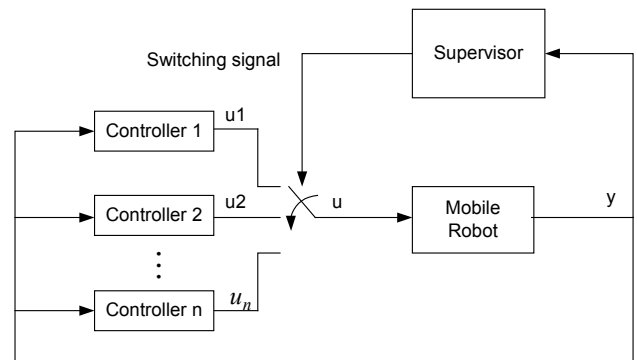 Supervisor
Switching signal
Controller 1
u1
Controller 2
u2
u
Mobile
Robot
y
⋮
Controller n
u_n